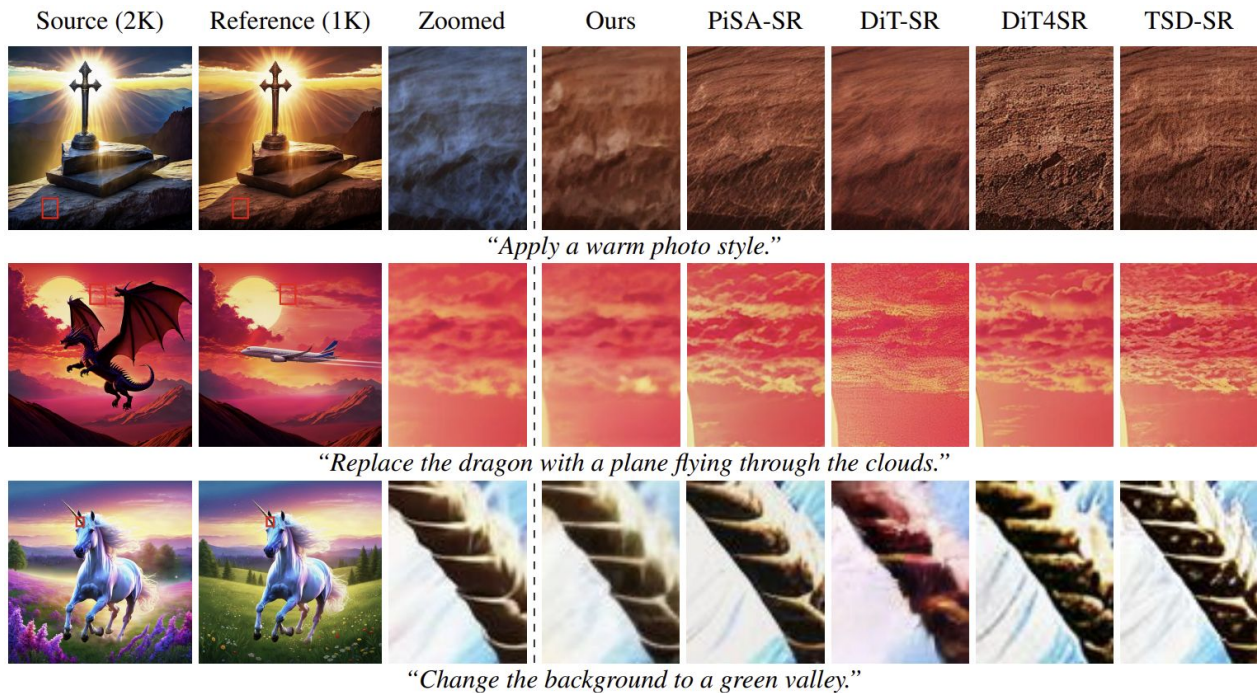 Source (2K) Reference (1K) Zoomed Ours PiSA-SR DiT-SR DiT4SR TSD-SR
“Apply a warm photo style.”
“Replace the dragon with a plane flying through the clouds.”
“Change the background to a green valley.”